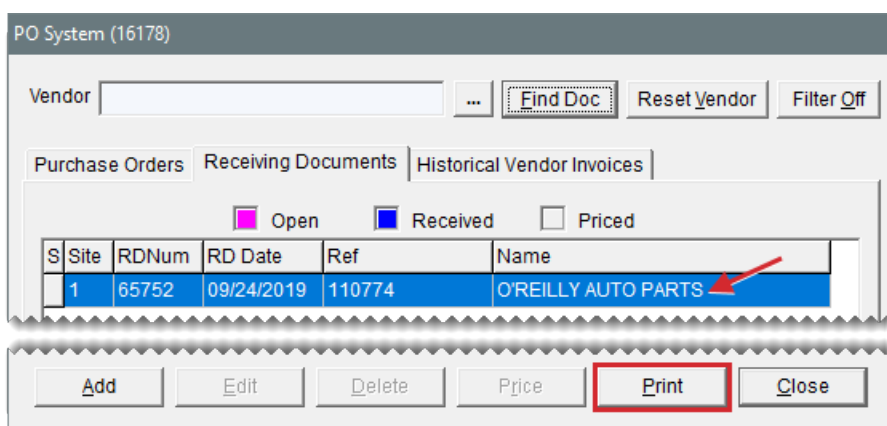 PO System (16178)
Vendor ... Find Doc Reset Vendor Filter Off
Purchase Orders Receiving Documents Historical Vendor Invoices
Open Received Priced
S Site RDNum RD Date Ref Name
1 65752 09/24/2019 110774 O'REILLY AUTO PARTS
Add Edit Delete Price Print Close